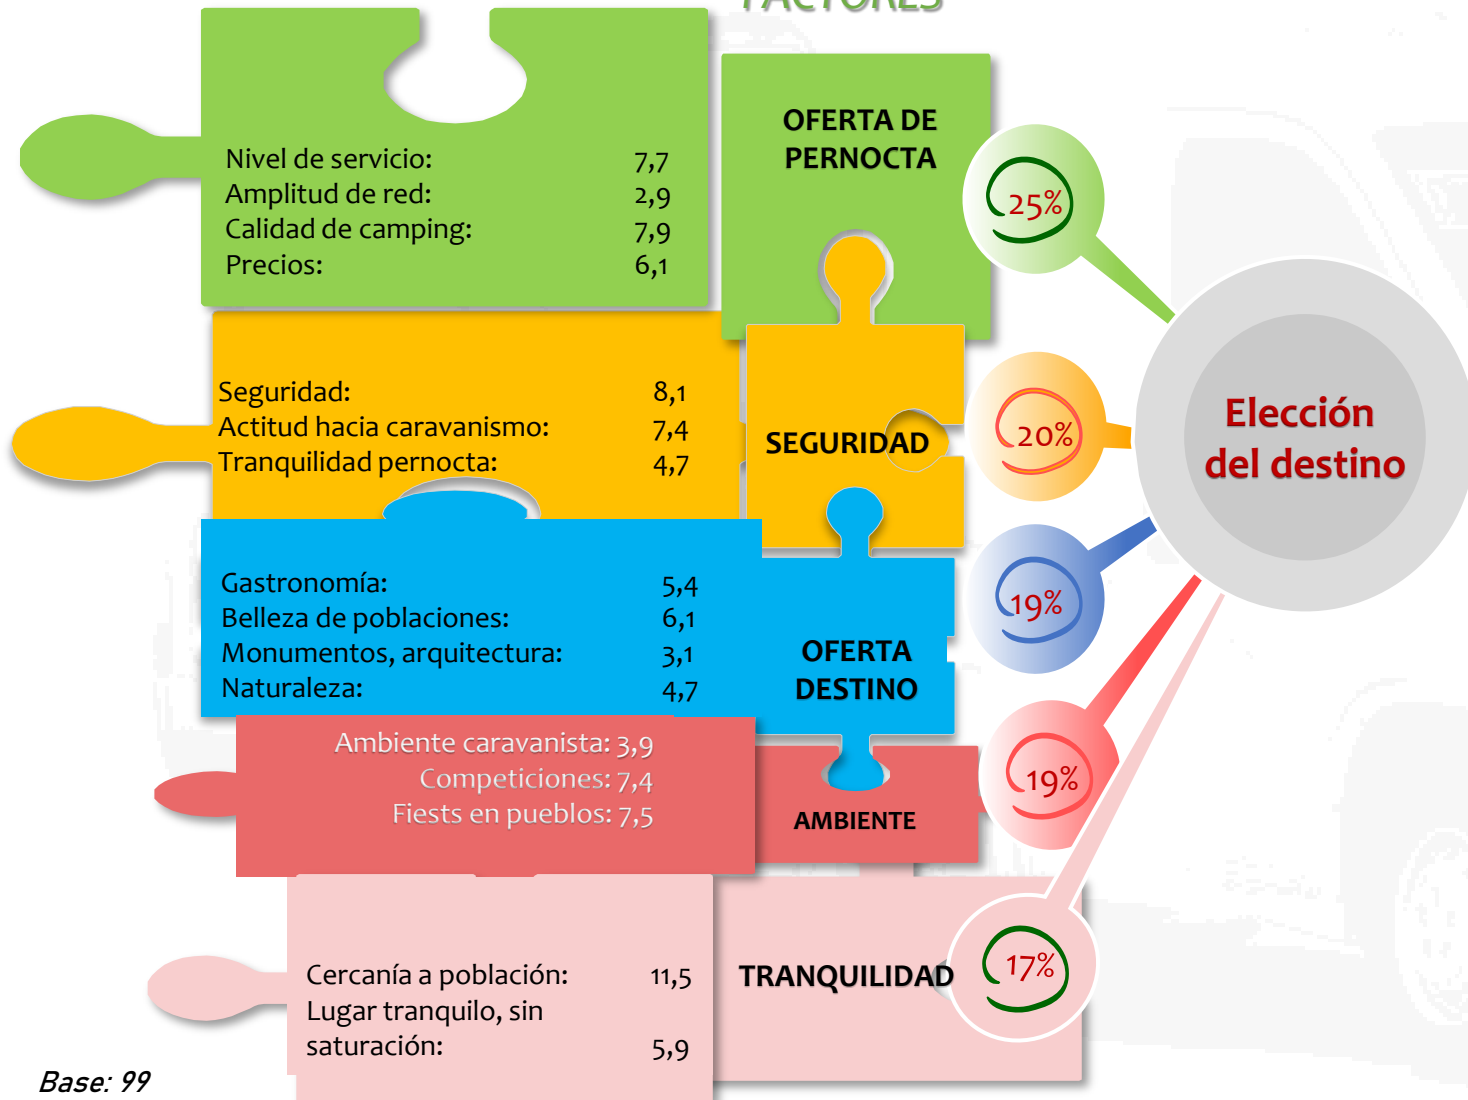 FACTORES
OFERTA DE
PERNOCTA
Nivel de servicio: 7,7
Amplitud de red: 2,9
Calidad de camping: 7,9
Precios: 6,1
25%
Seguridad: 8,1
Actitud hacia caravanismo: 7,4
Tranquilidad pernocta: 4,7
SEGURIDAD
20%
Elección
del destino
Gastronomía: 5,4
Belleza de poblaciones: 6,1
Monumentos, arquitectura: 3,1
Naturaleza: 4,7
OFERTA
DESTINO
19%
Ambiente caravanista: 3,9
Competiciones: 7,4
Fiests en pueblos: 7,5
AMBIENTE
19%
Cercanía a población: 11,5
Lugar tranquilo, sin
saturación: 5,9
TRANQUILIDAD
17%
Base: 99